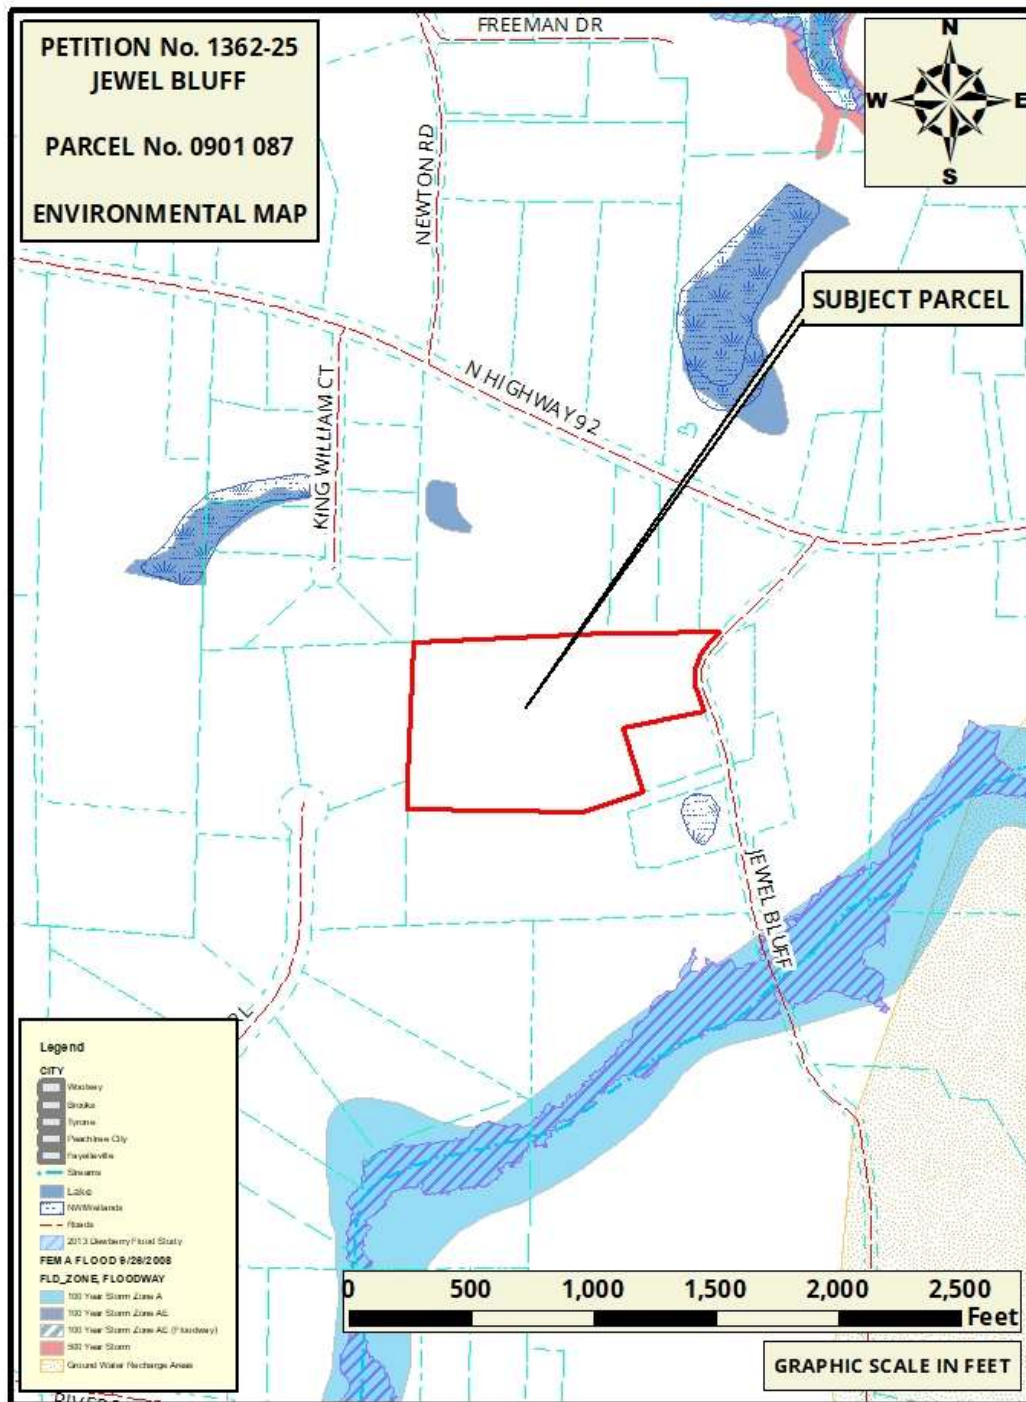 PETITION No. 1362-25
JEWEL BLUFF
PARCEL No. 0901 087
ENVIRONMENTAL MAP
FREEMAN DR
N
W
E
S
NEWTON RD
SUBJECT PARCEL
N HIGHWAY 92
KING WILLIAM CT
JEWEL BLUFF
RL
Legend
CITY
Woolsey
Brooks
Tyrone
Peachtree City
Fayetteville
Streams
Lake
NWIWetlands
Roads
2013 Dewberry Flood Study
FEMA FLOOD 9/26/2008
FLD_ZONE, FLOODWAY
100 Year Storm Zone A
100 Year Storm Zone AE
100 Year Storm Zone AE (Floodway)
500 Year Storm
Ground Water Recharge Areas
0 500 1,000 1,500 2,000 2,500
Feet
GRAPHIC SCALE IN FEET